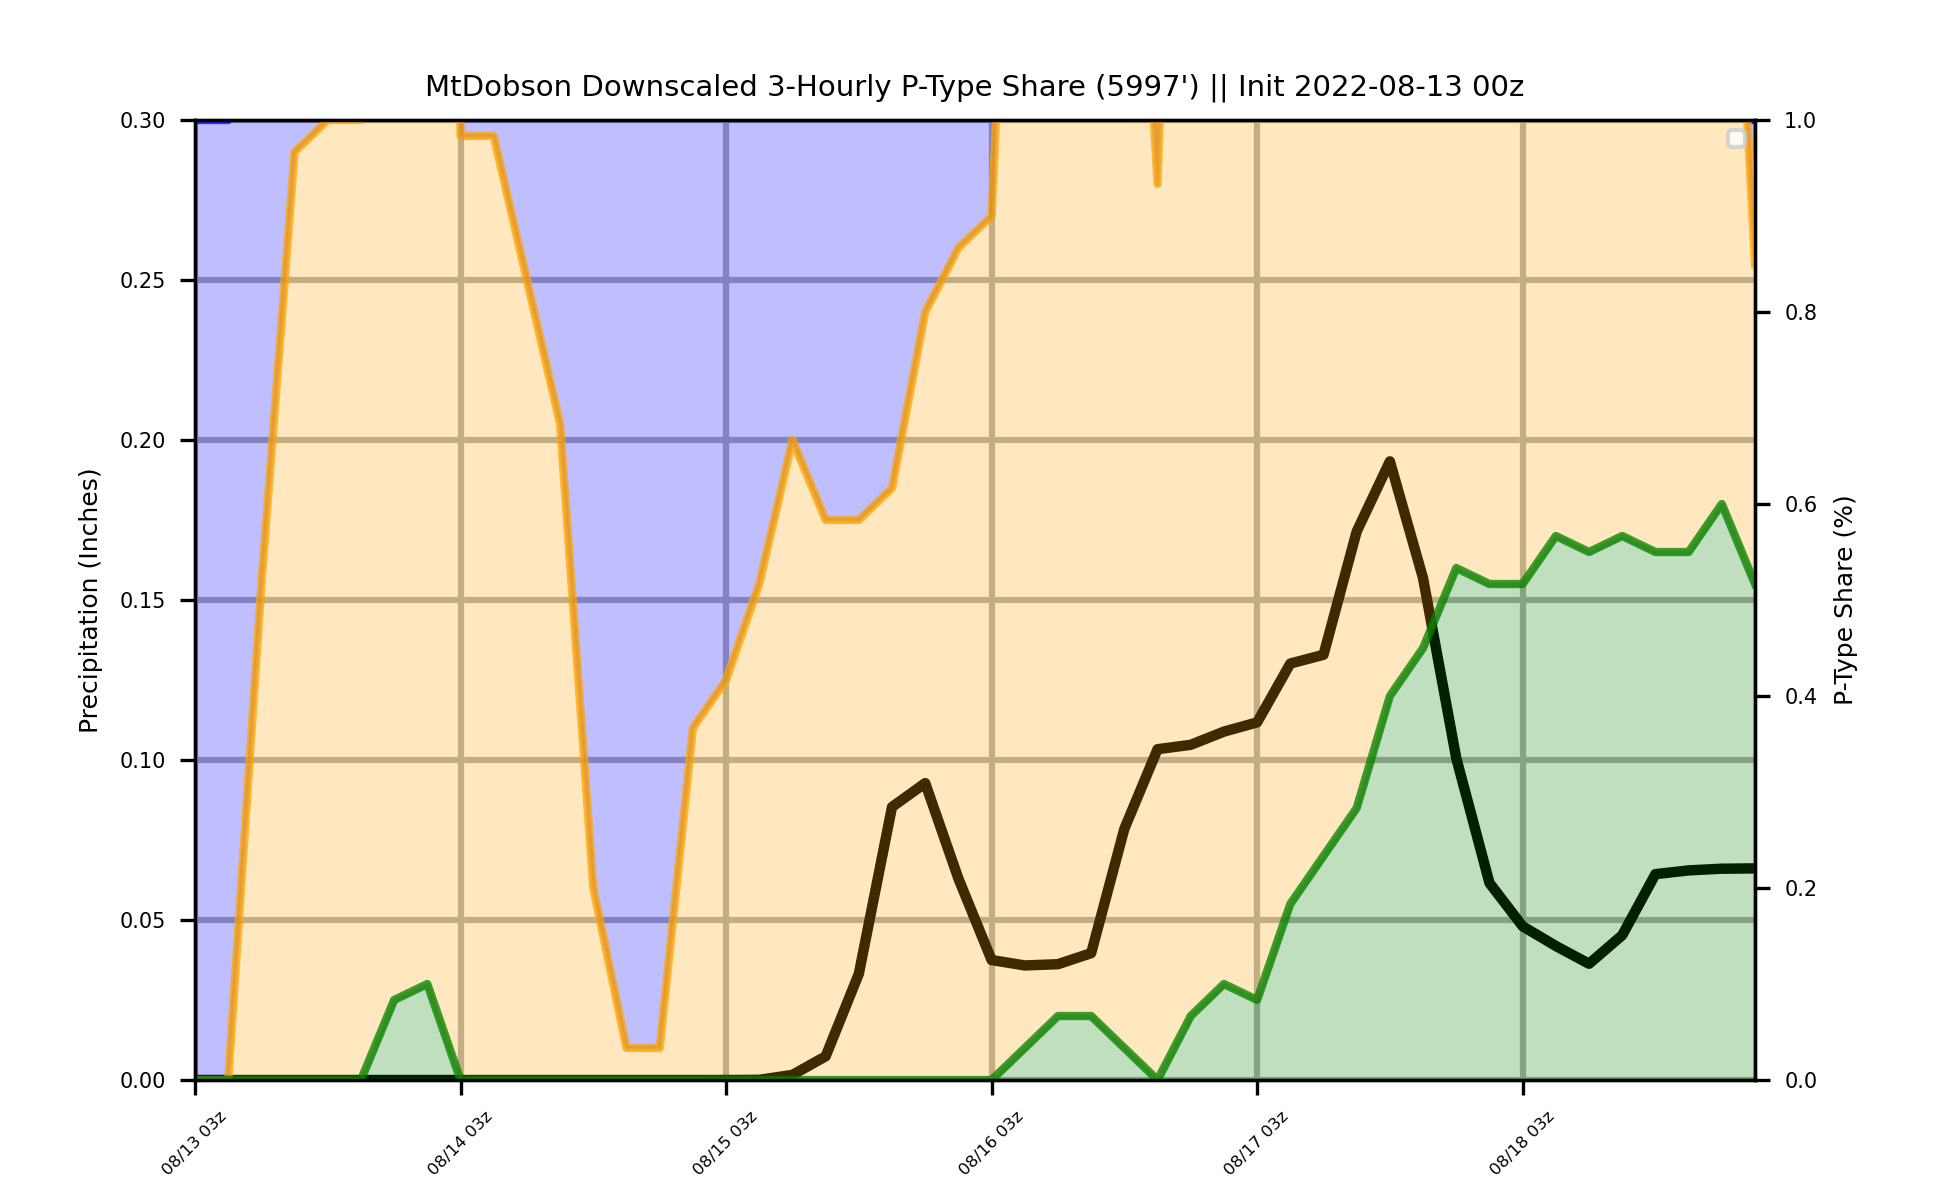 MtDobson Downscaled 3-Hourly P-Type Share (5997') || Init 2022-08-13 00z
0.30
0.25
0.20
0.15
0.10
0.05
0.00
Precipitation (Inches)
1.0
0.8
0.6
0.4
0.2
0.0
P-Type Share (%)
08/13 03z
08/14 03z
08/15 03z
08/16 03z
08/17 03z
08/18 03z